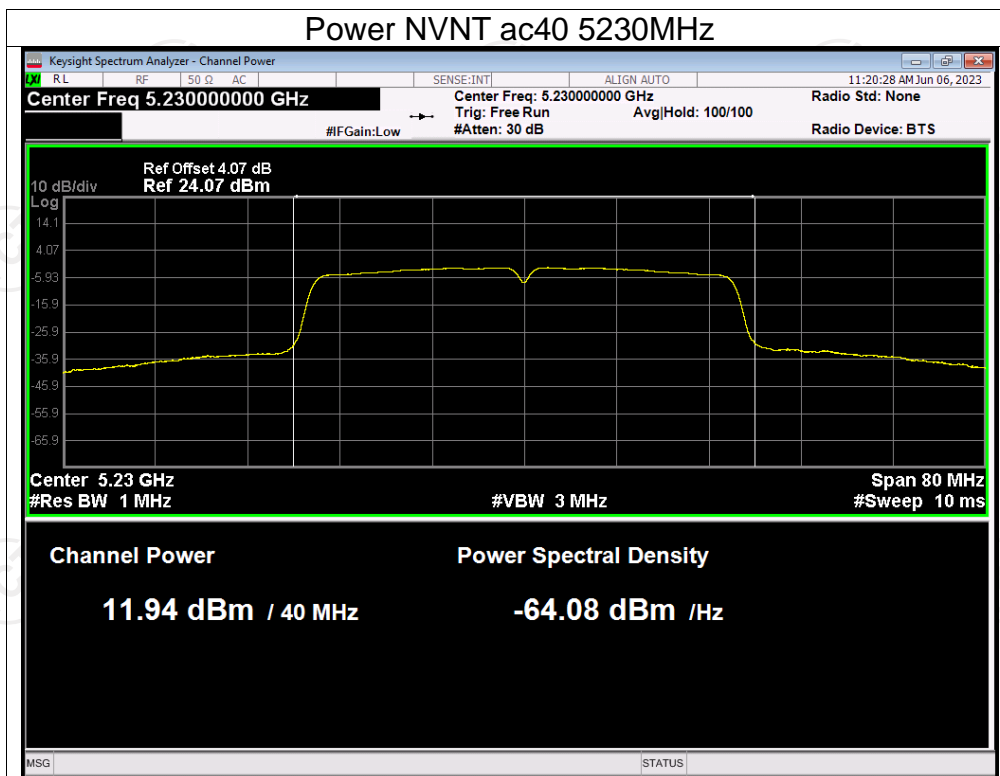 Power NVNT ac40 5230MHz
Keysight Spectrum Analyzer - Channel Power
LXI RL RF 50 Ω AC SENSE:INT ALIGN AUTO 11:20:28 AM Jun 06, 2023
Center Freq 5.230000000 GHz
Center Freq: 5.230000000 GHz
Radio Std: None
Trig: Free Run Avg|Hold: 100/100
#IFGain:Low #Atten: 30 dB Radio Device: BTS
Ref Offset 4.07 dB
10 dB/div Ref 24.07 dBm
Log
14.1
4.07
-5.93
-15.9
-25.9
-35.9
-45.9
-55.9
-65.9
Center 5.23 GHz Span 80 MHz
#Res BW 1 MHz #VBW 3 MHz #Sweep 10 ms
Channel Power Power Spectral Density
11.94 dBm / 40 MHz -64.08 dBm /Hz
MSG STATUS